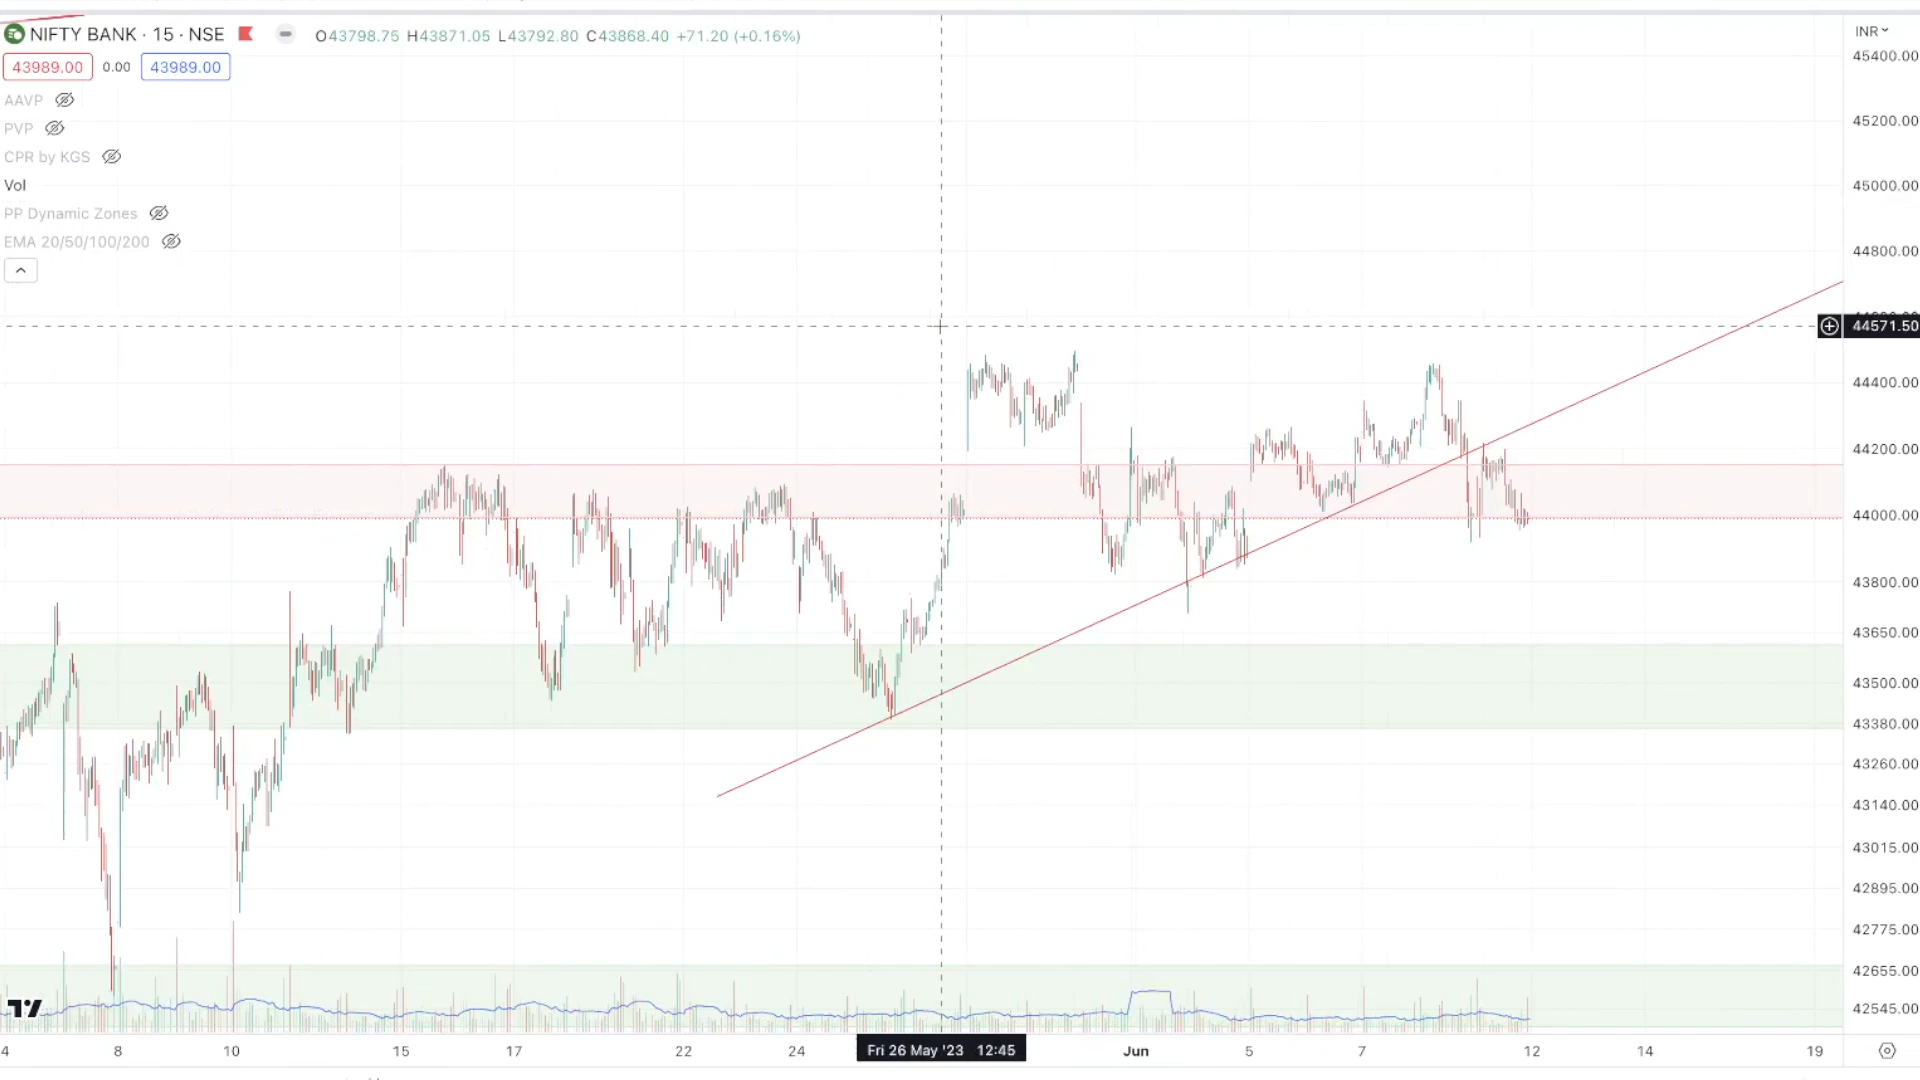 NIFTY BANK · 15 · NSE O43798.75 H43871.05 L43792.80 C43868.40 +71.20 (+0.16%)
INR
43989.00 0.00 43989.00
AAVP
PVP
CPR by KGS
Vol
PP Dynamic Zones
EMA 20/50/100/200
45400.00
45200.00
45000.00
44800.00
44571.50
44400.00
44200.00
44000.00
43800.00
43650.00
43500.00
43380.00
43260.00
43140.00
43015.00
42895.00
42775.00
42655.00
42545.00
4 8 10 15 17 22 24 Fri 26 May '23 12:45 Jun 5 7 12 14 19